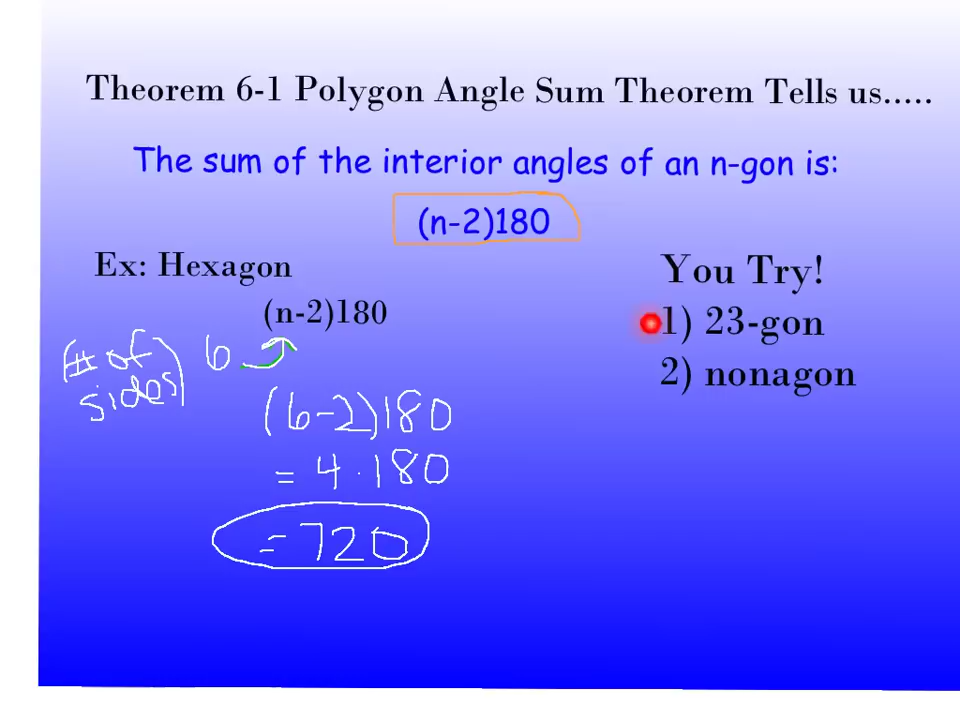 Theorem 6-1 Polygon Angle Sum Theorem Tells us.....
The sum of the interior angles of an n-gon is:
(n-2)180
Ex: Hexagon
(n-2)180
(# of sides) 6
(6-2)180
= 4 · 180
= 720
You Try!
1) 23-gon
2) nonagon